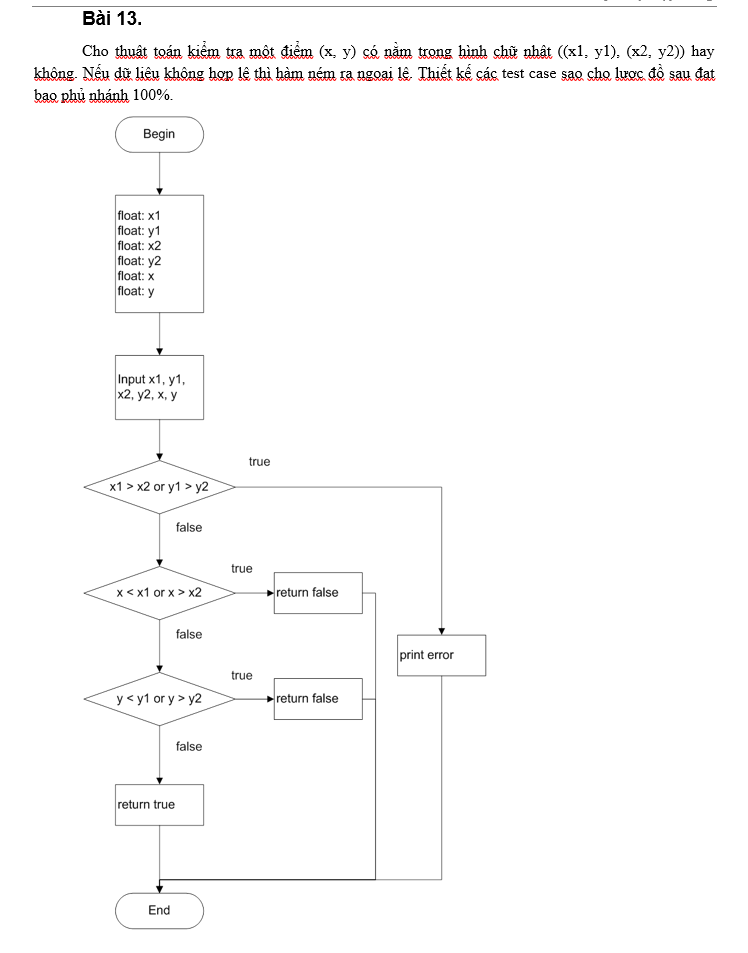 Bài 13.
Cho thuật toán kiểm tra một điểm (x, y) có nằm trong hình chữ nhật ((x1, y1), (x2, y2)) hay
không. Nếu dữ liệu không hợp lệ thì hàm ném ra ngoại lệ. Thiết kế các test case sao cho lược đồ sau đạt
bao phủ nhánh 100%.
Begin
float: x1
float: y1
float: x2
float: y2
float: x
float: y
Input x1, y1,
x2, y2, x, y
true
x1 > x2 or y1 > y2
false
true
x < x1 or x > x2
return false
false
print error
true
y < y1 or y > y2
return false
false
return true
End